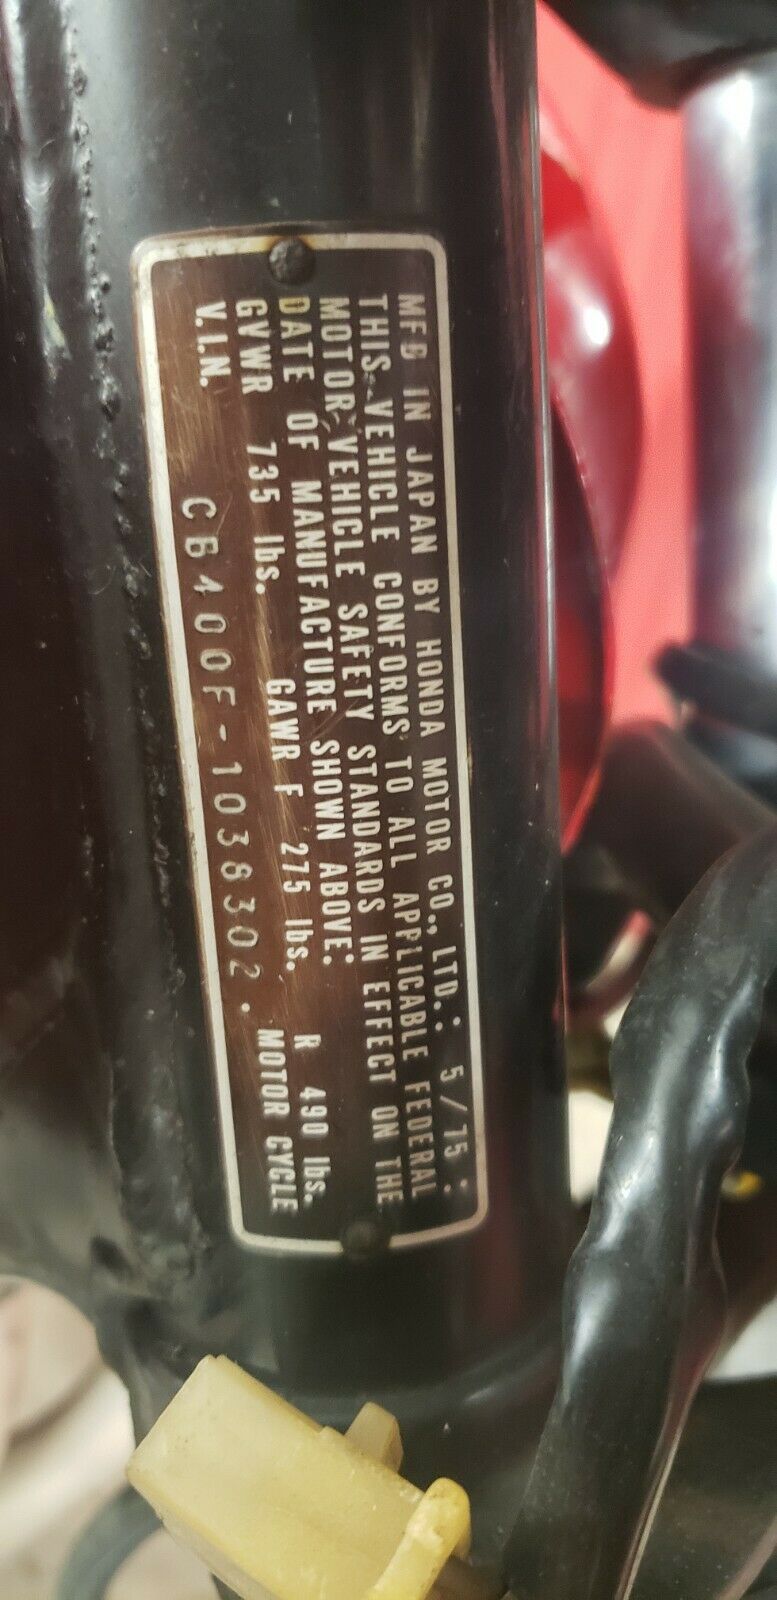 MFD IN JAPAN BY HONDA MOTOR CO., LTD.: 5/75:
THIS VEHICLE CONFORMS TO ALL APPLICABLE FEDERAL
MOTOR VEHICLE SAFETY STANDARDS IN EFFECT ON THE
DATE OF MANUFACTURE SHOWN ABOVE.
GVWR 735 lbs. GAWR F 275 lbs. R 490 lbs.
V.I.N. CB400F-1038302. MOTOR CYCLE